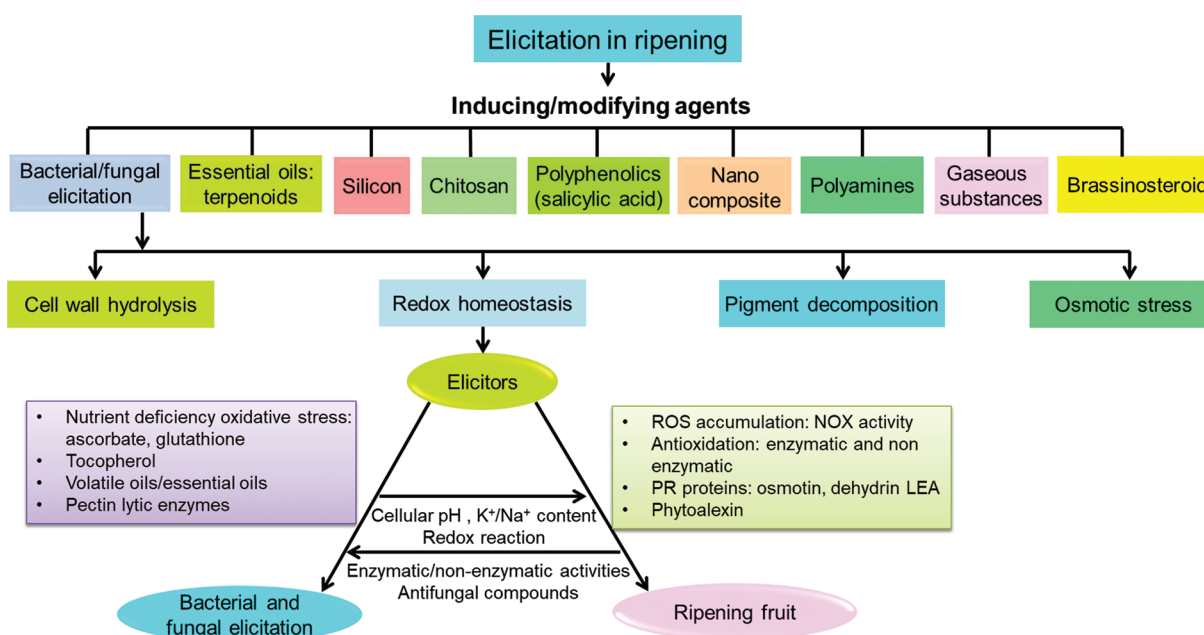 Elicitation in ripening
Inducing/modifying agents
Bacterial/fungal
elicitation
Essential oils:
terpenoids
Silicon
Chitosan
Polyphenolics
(salicylic acid)
Nano
composite
Polyamines
Gaseous
substances
Brassinosteroid
Cell wall hydrolysis
Redox homeostasis
Pigment decomposition
Osmotic stress
Elicitors
• Nutrient deficiency oxidative stress:
ascorbate, glutathione
• Tocopherol
• Volatile oils/essential oils
• Pectin lytic enzymes
• ROS accumulation: NOX activity
• Antioxidation: enzymatic and non
enzymatic
• PR proteins: osmotin, dehydrin LEA
• Phytoalexin
Cellular pH , K⁺/Na⁺ content
Redox reaction
Enzymatic/non-enzymatic activities
Antifungal compounds
Bacterial and
fungal elicitation
Ripening fruit